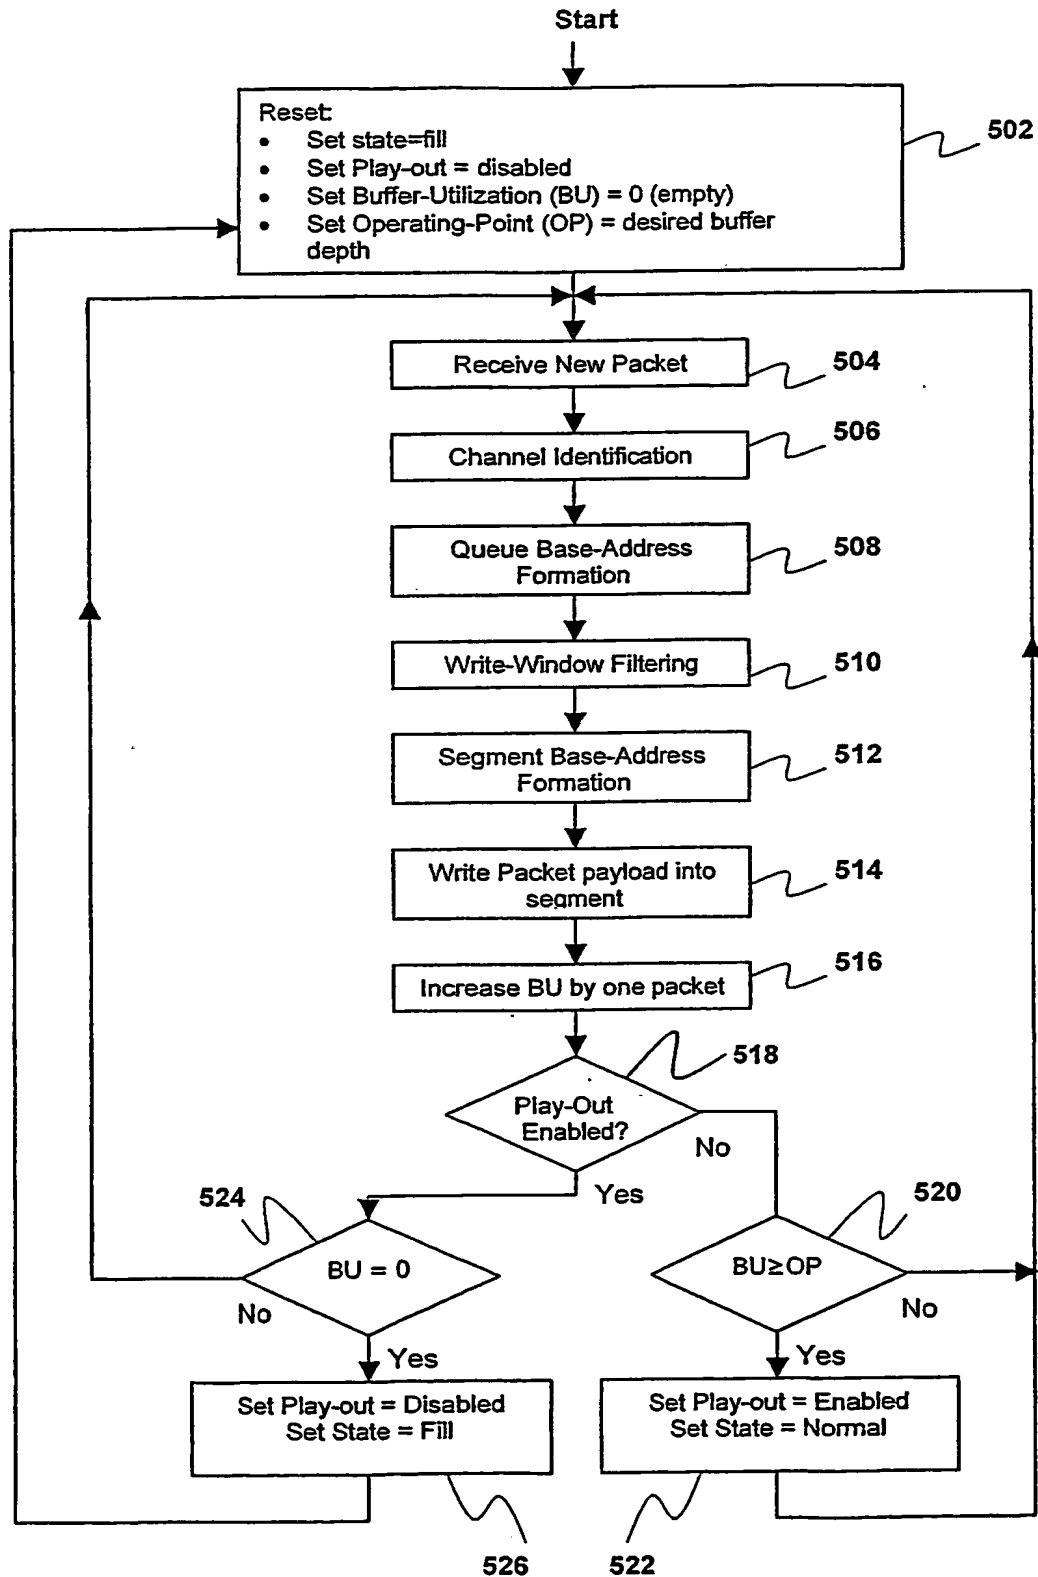 Start
Reset:
• Set state=fill
• Set Play-out = disabled
• Set Buffer-Utilization (BU) = 0 (empty)
• Set Operating-Point (OP) = desired buffer
depth
502
Receive New Packet
504
Channel Identification
506
Queue Base-Address
Formation
508
Write-Window Filtering
510
Segment Base-Address
Formation
512
Write Packet payload into
segment
514
Increase BU by one packet
516
Play-Out
Enabled?
518
No
Yes
524
BU = 0
No
Yes
520
BU≥OP
No
Yes
Set Play-out = Disabled
Set State = Fill
Set Play-out = Enabled
Set State = Normal
526
522